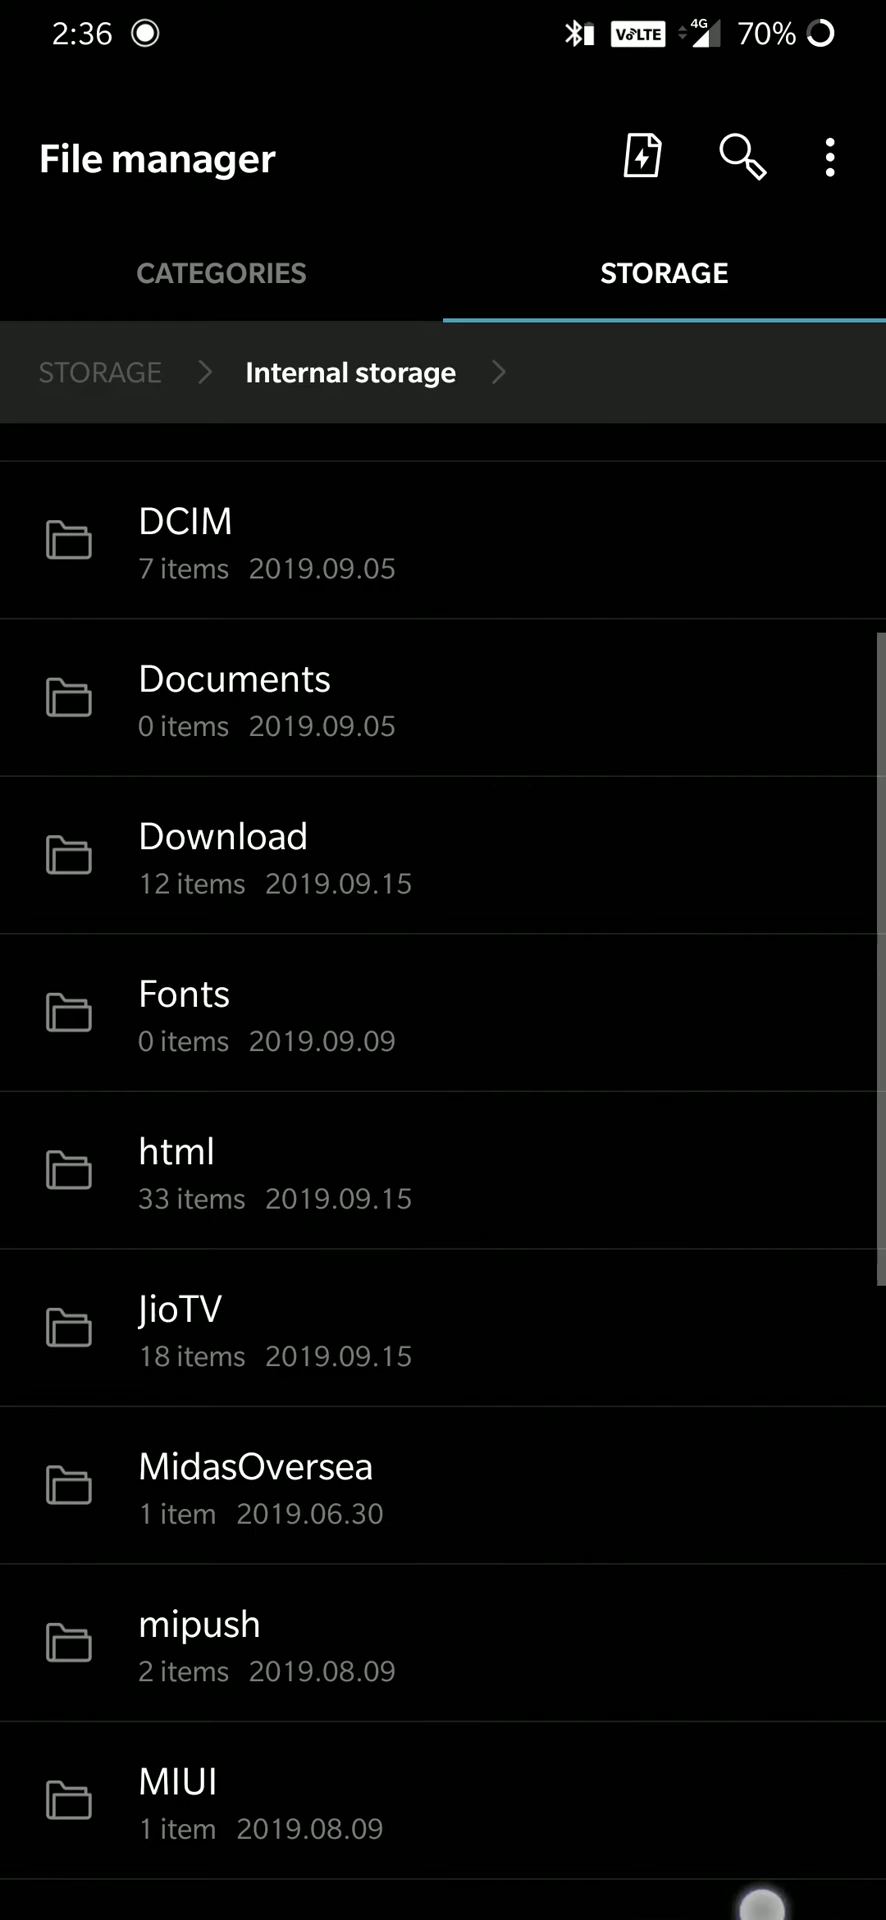 2:36 VoLTE 4G 70%
File manager
CATEGORIES STORAGE
STORAGE Internal storage
DCIM
7 items 2019.09.05
Documents
0 items 2019.09.05
Download
12 items 2019.09.15
Fonts
0 items 2019.09.09
html
33 items 2019.09.15
JioTV
18 items 2019.09.15
MidasOversea
1 item 2019.06.30
mipush
2 items 2019.08.09
MIUI
1 item 2019.08.09